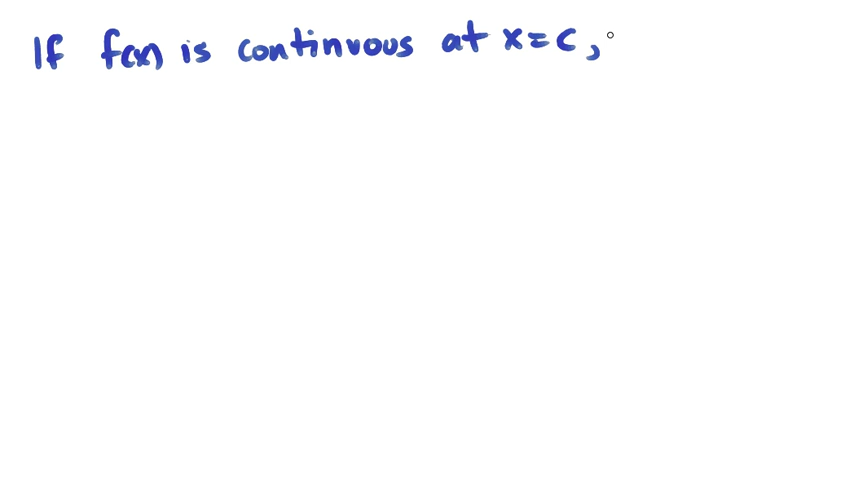 If f(x) is continuous at x=c,